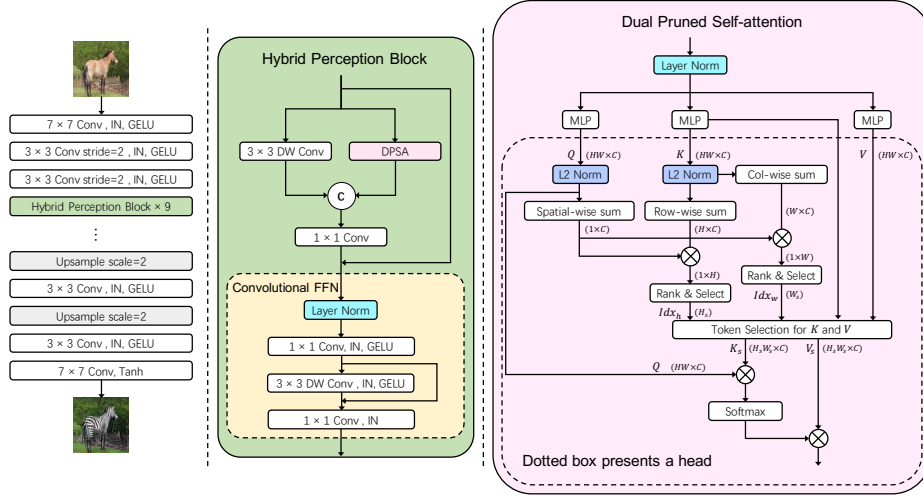 7 × 7 Conv , IN, GELU
3 × 3 Conv stride=2 , IN, GELU
3 × 3 Conv stride=2 , IN, GELU
Hybrid Perception Block × 9
⋮
Upsample scale=2
3 × 3 Conv, IN, GELU
Upsample scale=2
3 × 3 Conv, IN, GELU
7 × 7 Conv, Tanh
Hybrid Perception Block
3 × 3 DW Conv
DPSA
C
1 × 1 Conv
Convolutional FFN
Layer Norm
1 × 1 Conv, IN, GELU
3 × 3 DW Conv , IN, GELU
1 × 1 Conv , IN
Dual Pruned Self-attention
Layer Norm
MLP
MLP
MLP
Q (HW×C)
K (HW×C)
V (HW×C)
L2 Norm
L2 Norm
Col-wise sum
Spatial-wise sum
Row-wise sum
(1×C)
(H×C)
(W×C)
(1×H)
(1×W)
Rank & Select
Rank & Select
Idx_h (H_s)
Idx_w (W_s)
Token Selection for K and V
K_s (H_sW_s×C)
V_s (H_sW_s×C)
Q (HW×C)
Softmax
Dotted box presents a head